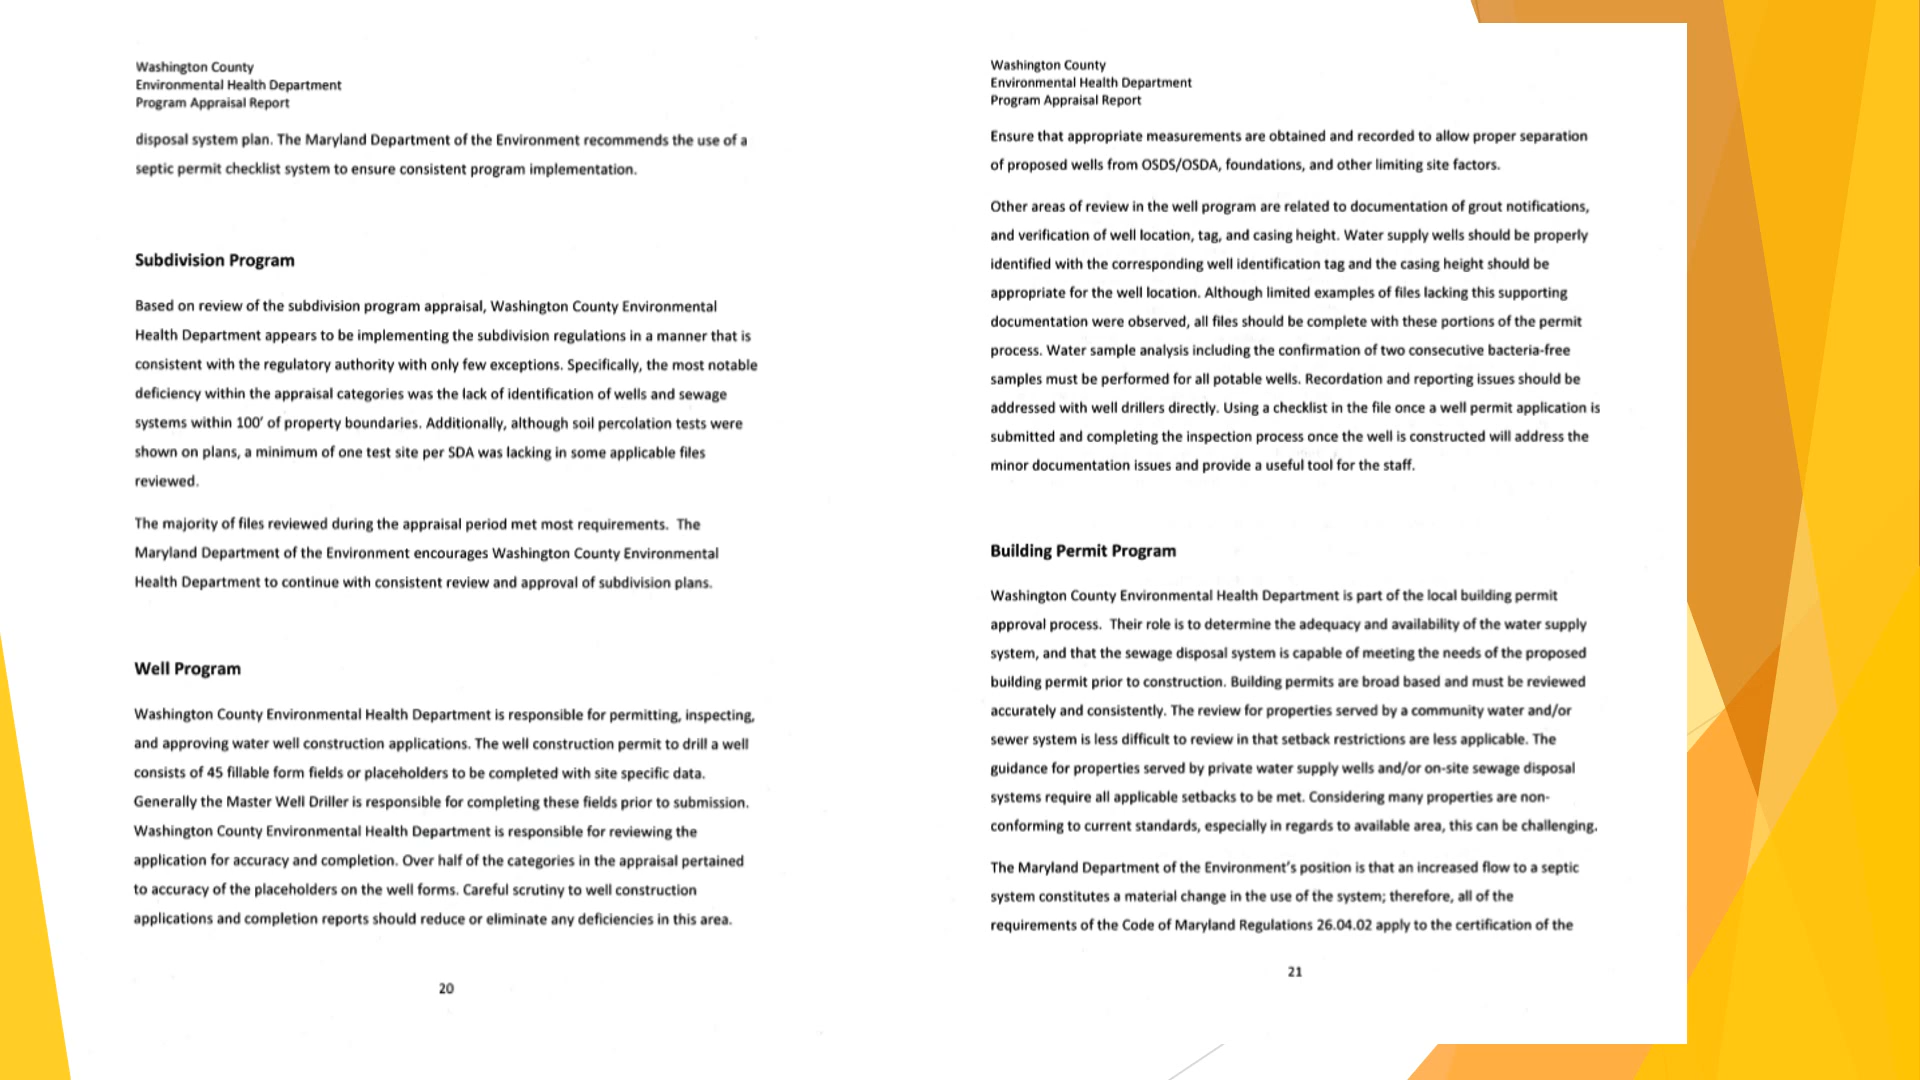 Washington County
Environmental Health Department
Program Appraisal Report
disposal system plan. The Maryland Department of the Environment recommends the use of a
septic permit checklist system to ensure consistent program implementation.
Subdivision Program
Based on review of the subdivision program appraisal, Washington County Environmental
Health Department appears to be implementing the subdivision regulations in a manner that is
consistent with the regulatory authority with only few exceptions. Specifically, the most notable
deficiency within the appraisal categories was the lack of identification of wells and sewage
systems within 100' of property boundaries. Additionally, although soil percolation tests were
shown on plans, a minimum of one test site per SDA was lacking in some applicable files
reviewed.
The majority of files reviewed during the appraisal period met most requirements.  The
Maryland Department of the Environment encourages Washington County Environmental
Health Department to continue with consistent review and approval of subdivision plans.
Well Program
Washington County Environmental Health Department is responsible for permitting, inspecting,
and approving water well construction applications. The well construction permit to drill a well
consists of 45 fillable form fields or placeholders to be completed with site specific data.
Generally the Master Well Driller is responsible for completing these fields prior to submission.
Washington County Environmental Health Department is responsible for reviewing the
application for accuracy and completion. Over half of the categories in the appraisal pertained
to accuracy of the placeholders on the well forms. Careful scrutiny to well construction
applications and completion reports should reduce or eliminate any deficiencies in this area.
20
Washington County
Environmental Health Department
Program Appraisal Report
Ensure that appropriate measurements are obtained and recorded to allow proper separation
of proposed wells from OSDS/OSDA, foundations, and other limiting site factors.
Other areas of review in the well program are related to documentation of grout notifications,
and verification of well location, tag, and casing height. Water supply wells should be properly
identified with the corresponding well identification tag and the casing height should be
appropriate for the well location. Although limited examples of files lacking this supporting
documentation were observed, all files should be complete with these portions of the permit
process. Water sample analysis including the confirmation of two consecutive bacteria-free
samples must be performed for all potable wells. Recordation and reporting issues should be
addressed with well drillers directly. Using a checklist in the file once a well permit application is
submitted and completing the inspection process once the well is constructed will address the
minor documentation issues and provide a useful tool for the staff.
Building Permit Program
Washington County Environmental Health Department is part of the local building permit
approval process.  Their role is to determine the adequacy and availability of the water supply
system, and that the sewage disposal system is capable of meeting the needs of the proposed
building permit prior to construction. Building permits are broad based and must be reviewed
accurately and consistently. The review for properties served by a community water and/or
sewer system is less difficult to review in that setback restrictions are less applicable. The
guidance for properties served by private water supply wells and/or on-site sewage disposal
systems require all applicable setbacks to be met. Considering many properties are non-
conforming to current standards, especially in regards to available area, this can be challenging.
The Maryland Department of the Environment's position is that an increased flow to a septic
system constitutes a material change in the use of the system; therefore, all of the
requirements of the Code of Maryland Regulations 26.04.02 apply to the certification of the
21